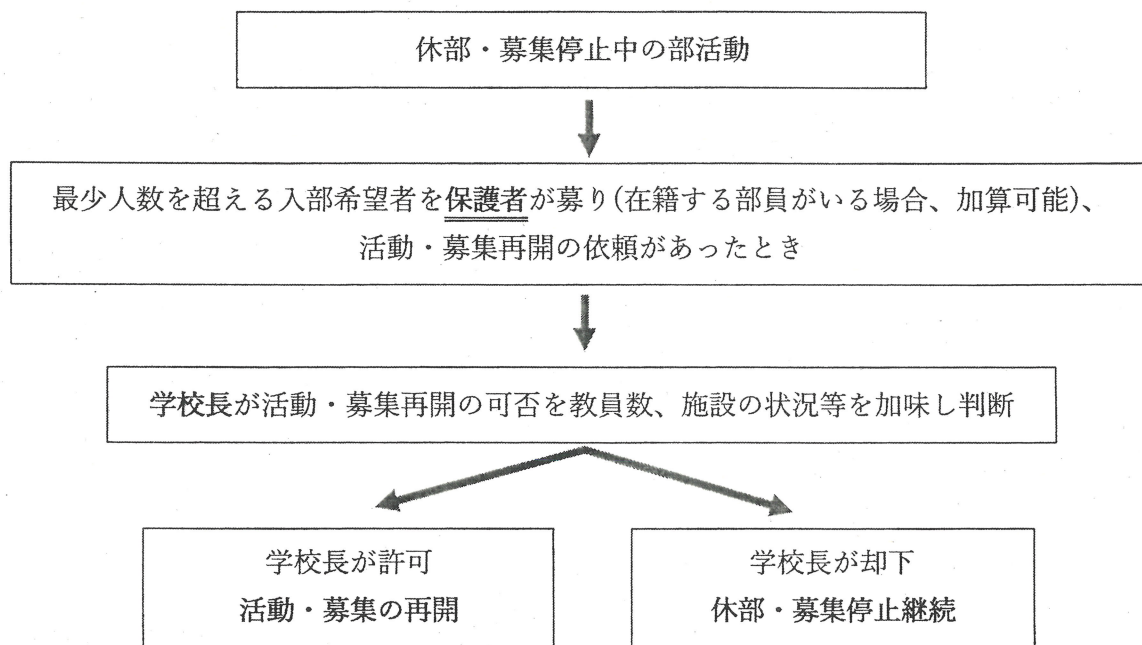 休部・募集停止中の部活動
最少人数を超える入部希望者を保護者が募り(在籍する部員がいる場合、加算可能)、
活動・募集再開の依頼があったとき
学校長が活動・募集再開の可否を教員数、施設の状況等を加味し判断
学校長が許可
活動・募集の再開
学校長が却下
休部・募集停止継続